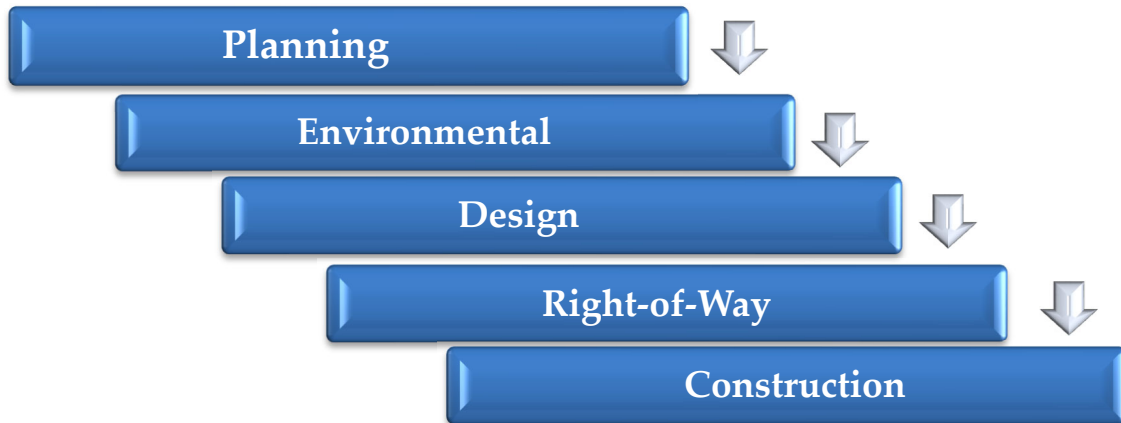 Planning
Environmental
Design
Right-of-Way
Construction